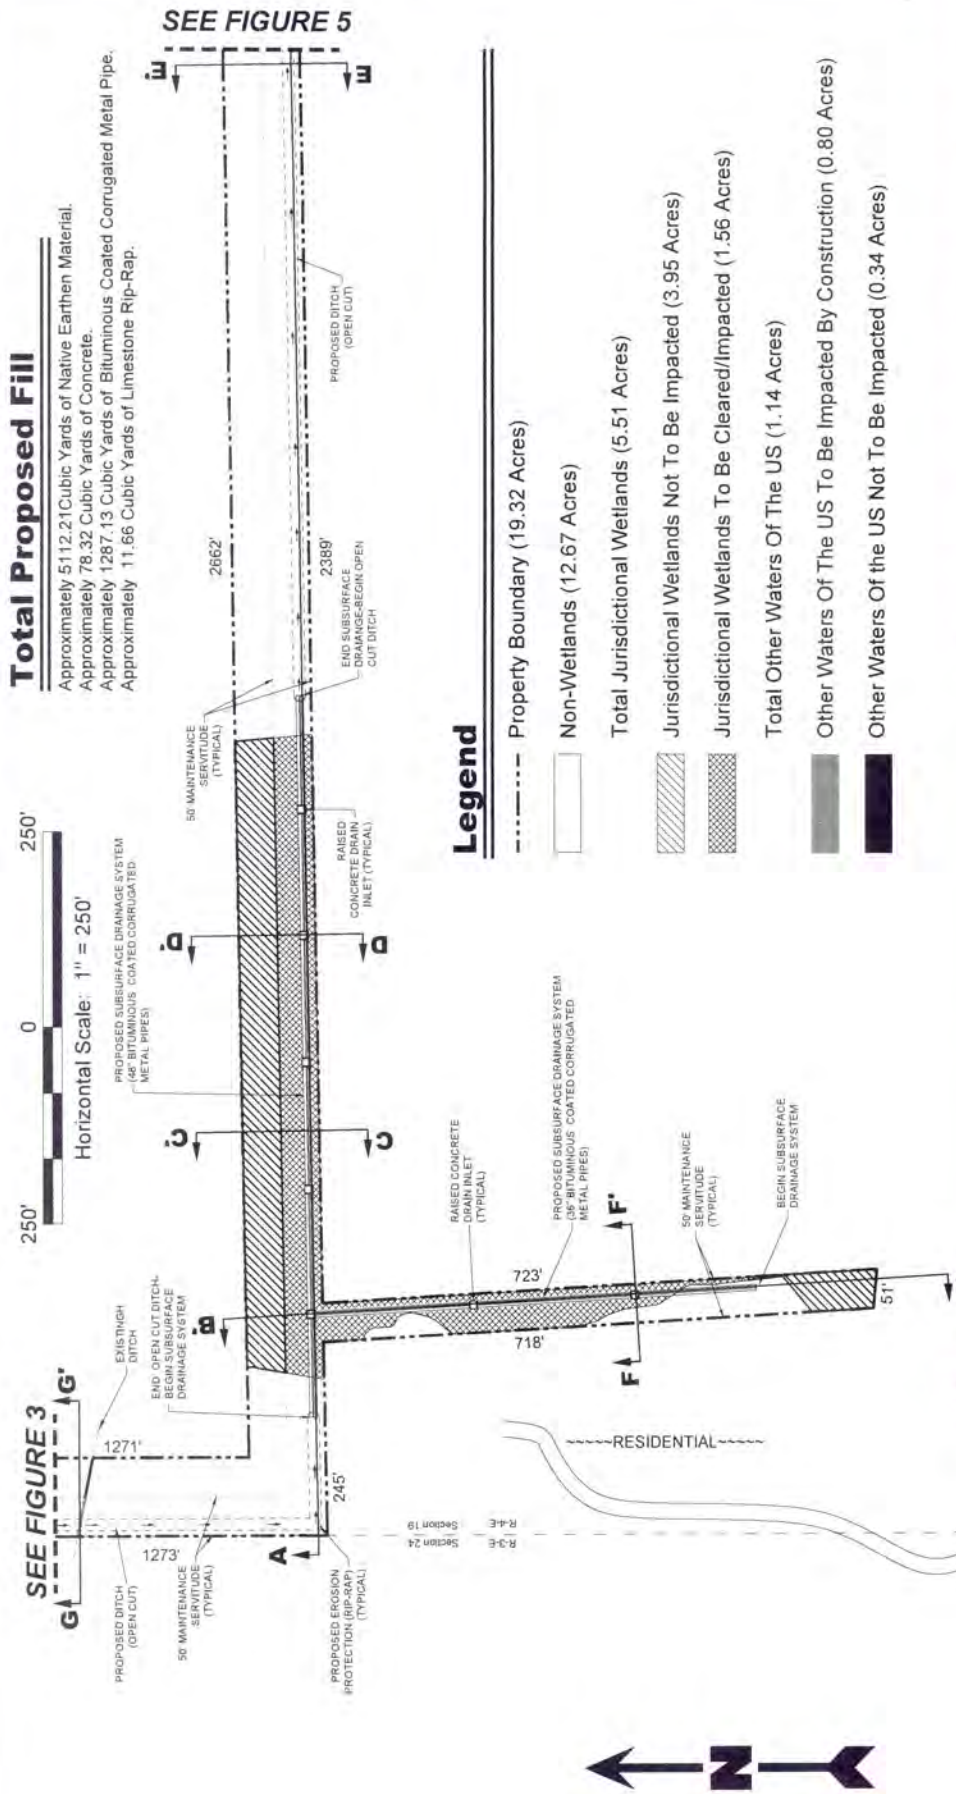 SEE FIGURE 5
E'
E
Total Proposed Fill
Approximately 5112.21Cubic Yards of Native Earthen Material.
Approximately 78.32 Cubic Yards of Concrete.
Approximately 1287.13 Cubic Yards of Bituminous Coated Corrugated Metal Pipe.
Approximately 11.66 Cubic Yards of Limestone Rip-Rap.
250'
0
250'
Horizontal Scale: 1" = 250'
2662'
2389'
PROPOSED DITCH
(OPEN CUT)
END SUBSURFACE
DRAIANGE-BEGIN OPEN
CUT DITCH
50' MAINTENANCE
SERVITUDE
(TYPICAL)
RAISED
CONCRETE DRAIN
INLET (TYPICAL)
PROPOSED SUBSURFACE DRAINAGE SYSTEM
(48" BITUMINOUS COATED CORRUGATED
METAL PIPES)
D'
D
C'
C
B'
Legend
Property Boundary (19.32 Acres)
Non-Wetlands (12.67 Acres)
Total Jurisdictional Wetlands (5.51 Acres)
Jurisdictional Wetlands Not To Be Impacted (3.95 Acres)
Jurisdictional Wetlands To Be Cleared/Impacted (1.56 Acres)
Total Other Waters Of The US (1.14 Acres)
Other Waters Of The US To Be Impacted By Construction (0.80 Acres)
Other Waters Of the US Not To Be Impacted (0.34 Acres)
RAISED CONCRETE
DRAIN INLET
(TYPICAL)
PROPOSED SUBSURFACE DRAINAGE SYSTEM
(36" BITUMINOUS COATED CORRUGATED
METAL PIPES)
F'
F
50' MAINTENANCE
SERVITUDE
(TYPICAL)
BEGIN SUBSURFACE
DRAINAGE SYSTEM
723'
718'
51'
SEE FIGURE 3
G'
G
EXISTINGH
DITCH
END OPEN CUT DITCH-
BEGIN SUBSURFACE
DRAINAGE SYSTEM
1271'
1273'
245'
A
PROPOSED DITCH
(OPEN CUT)
50' MAINTENANCE
SERVITUDE
(TYPICAL)
PROPOSED EROSION
PROTECTION (RIP-RAP)
(TYPICAL)
~~~~~RESIDENTIAL~~~~~
Section 19
R-4-E
Section 24
R-3-E
N